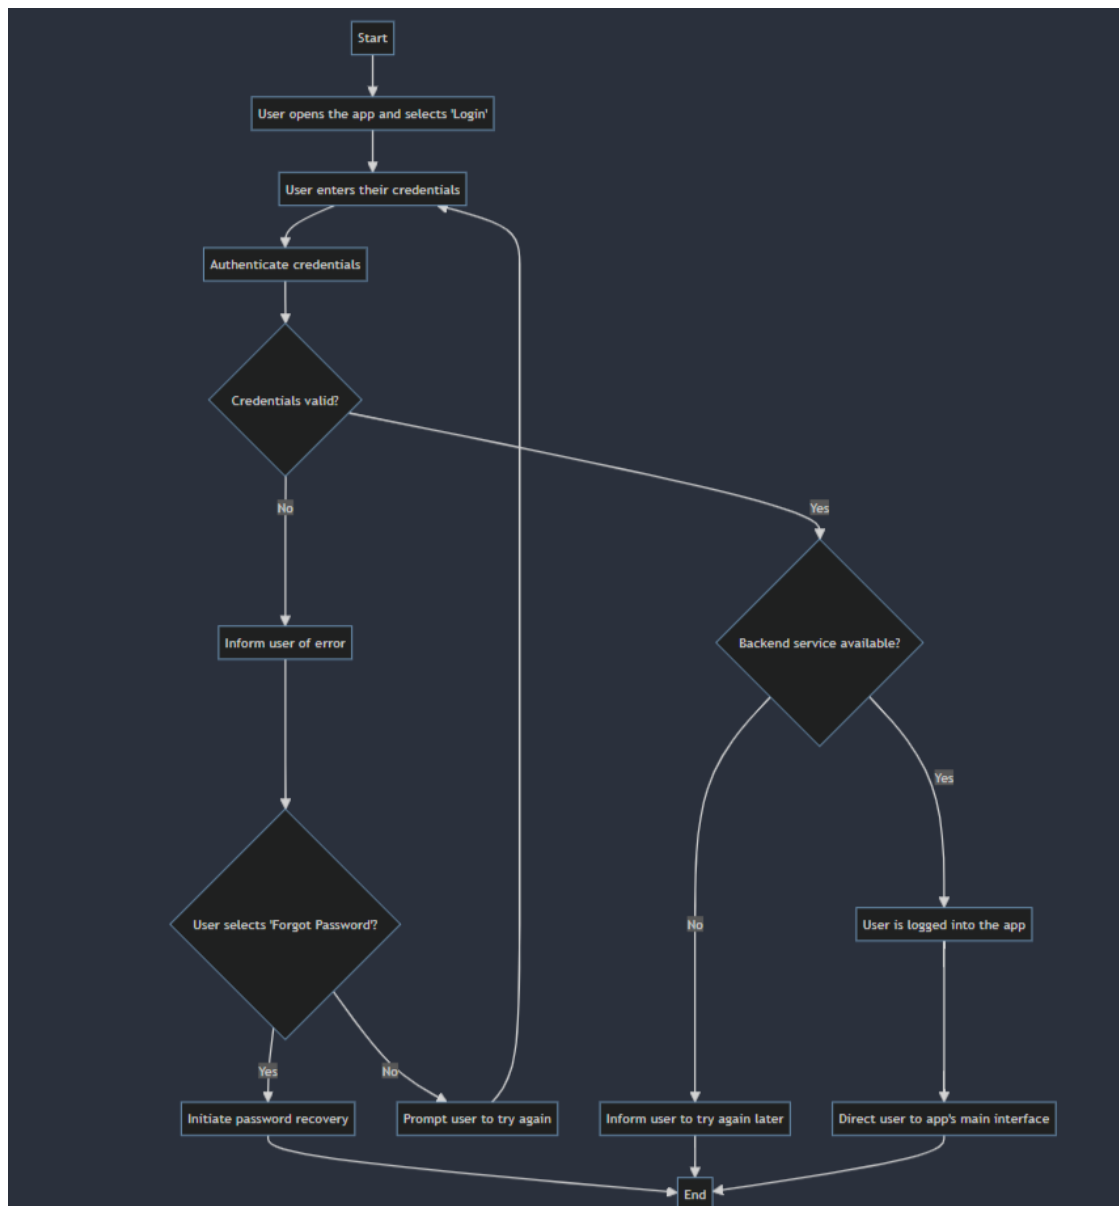 Start
User opens the app and selects 'Login'
User enters their credentials
Authenticate credentials
Credentials valid?
No
Yes
Inform user of error
Backend service available?
Yes
User selects 'Forgot Password'?
No
User is logged into the app
Yes
No
Initiate password recovery
Prompt user to try again
Inform user to try again later
Direct user to app's main interface
End